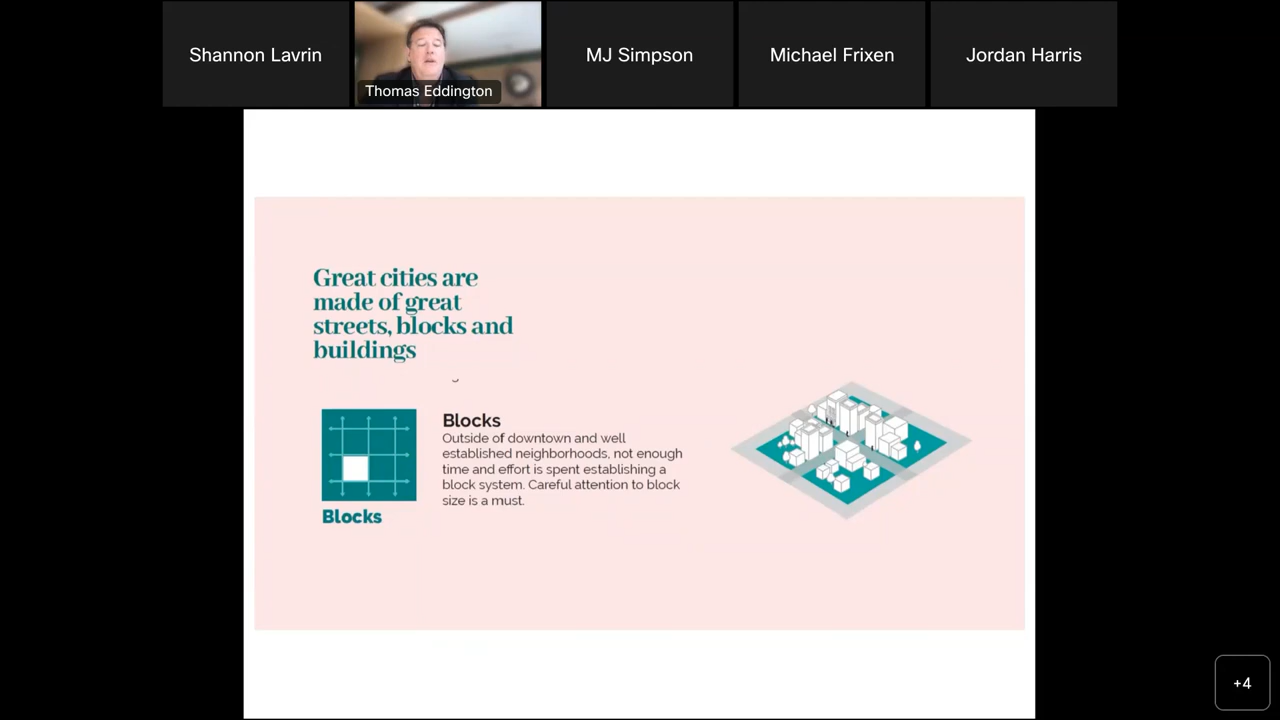 Shannon Lavrin
Thomas Eddington
MJ Simpson
Michael Frixen
Jordan Harris
Great cities are
made of great
streets, blocks and
buildings
Blocks
Blocks
Outside of downtown and well
established neighborhoods, not enough
time and effort is spent establishing a
block system. Careful attention to block
size is a must.
+4